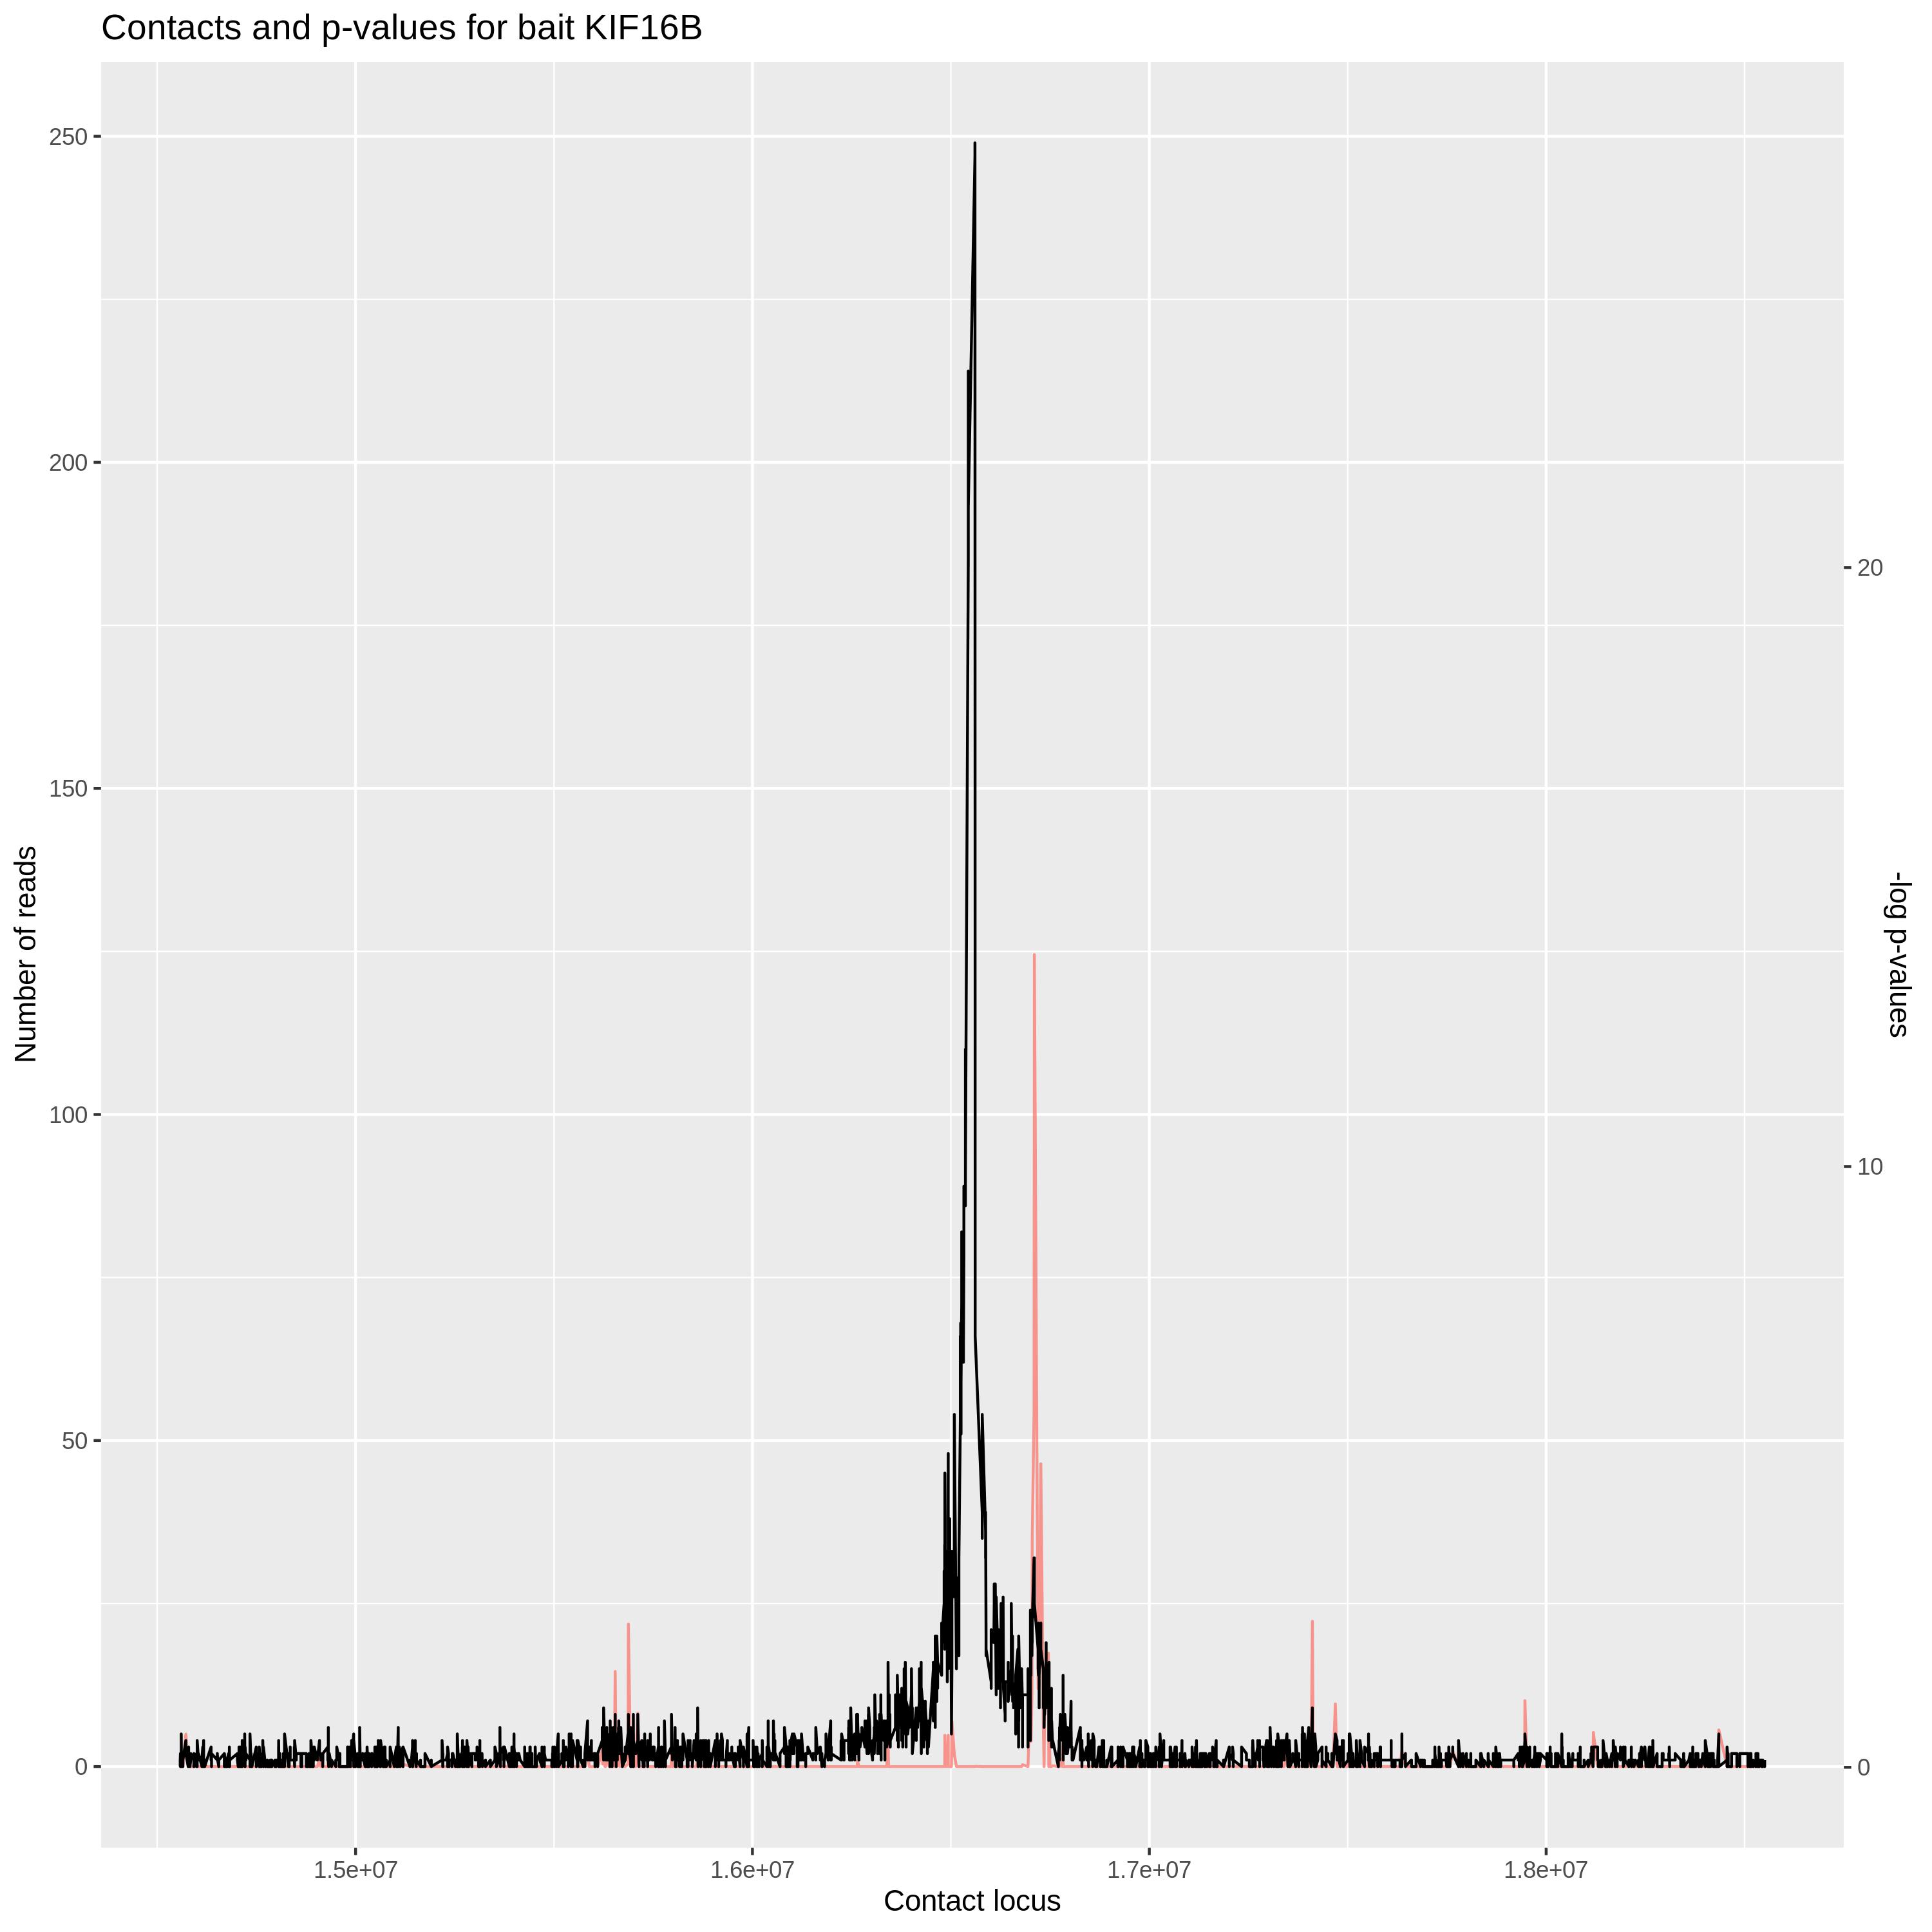 Contacts and p-values for bait KIF16B
250
200
150
100
50
0
Number of reads
20
10
0
-log p-values
1.5e+07
1.6e+07
1.7e+07
1.8e+07
Contact locus